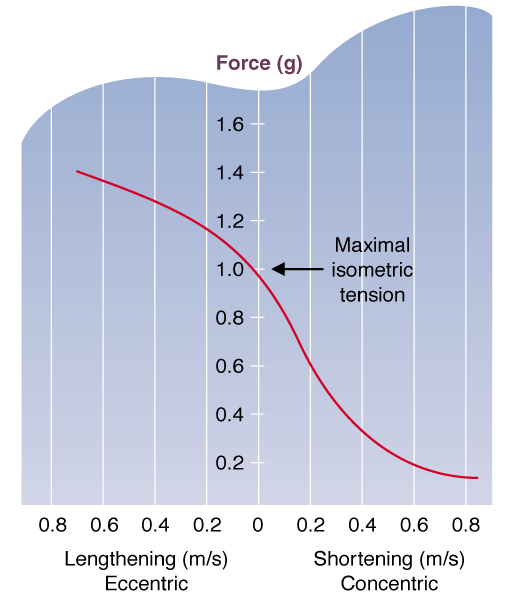 Force (g)
1.6
1.4
1.2
1.0
0.8
0.6
0.4
0.2
Maximal
isometric
tension
0.8 0.6 0.4 0.2 0 0.2 0.4 0.6 0.8
Lengthening (m/s) Shortening (m/s)
Eccentric Concentric